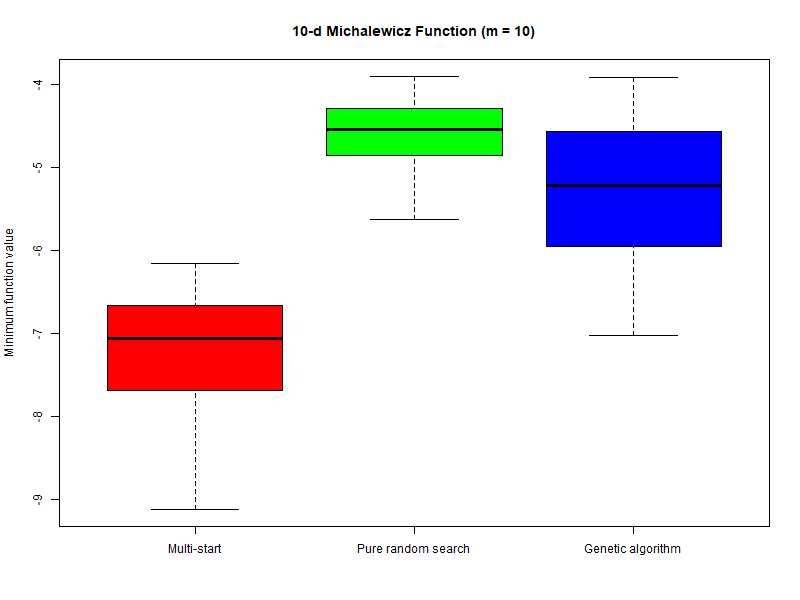 10-d Michalewicz Function (m = 10)
Minimum function value
-4
-5
-6
-7
-8
-9
Multi-start
Pure random search
Genetic algorithm